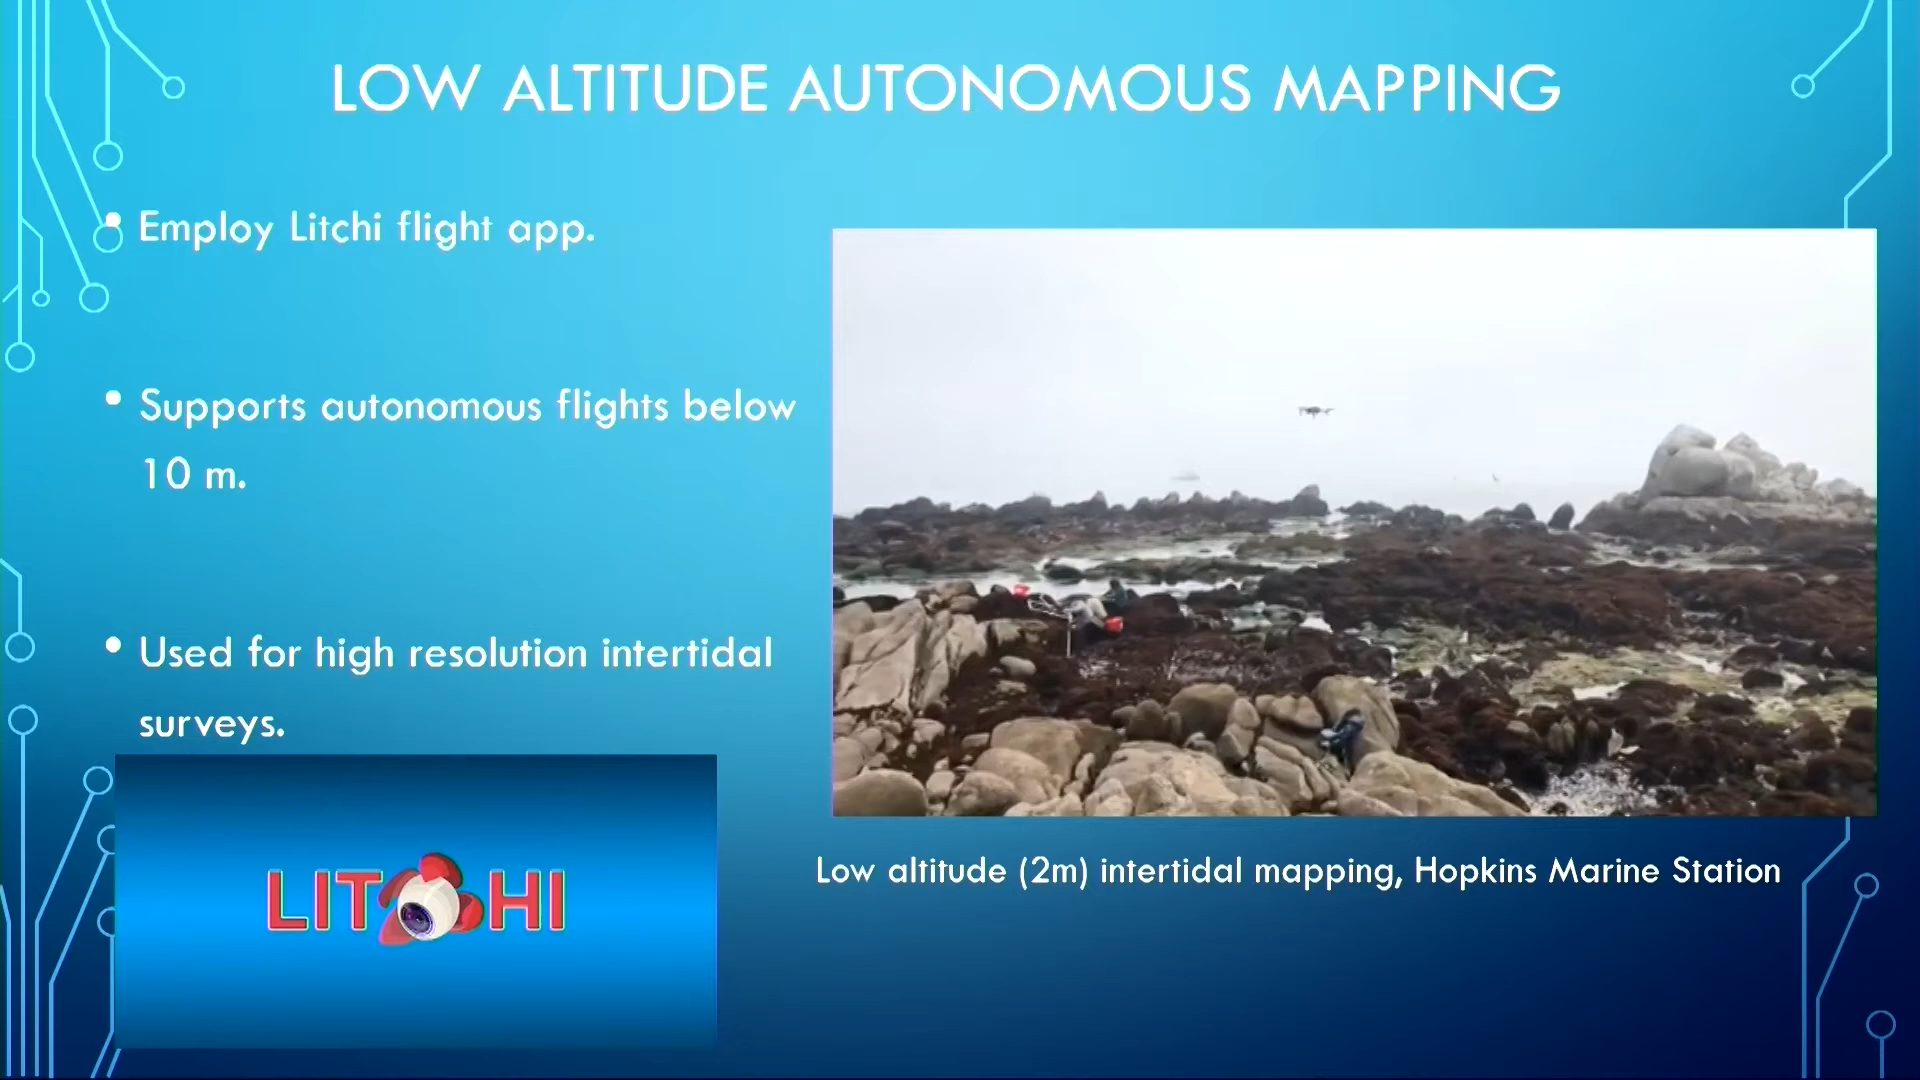 LOW ALTITUDE AUTONOMOUS MAPPING
• Employ Litchi flight app.
• Supports autonomous flights below
10 m.
• Used for high resolution intertidal
surveys.
LITCHI
Low altitude (2m) intertidal mapping, Hopkins Marine Station